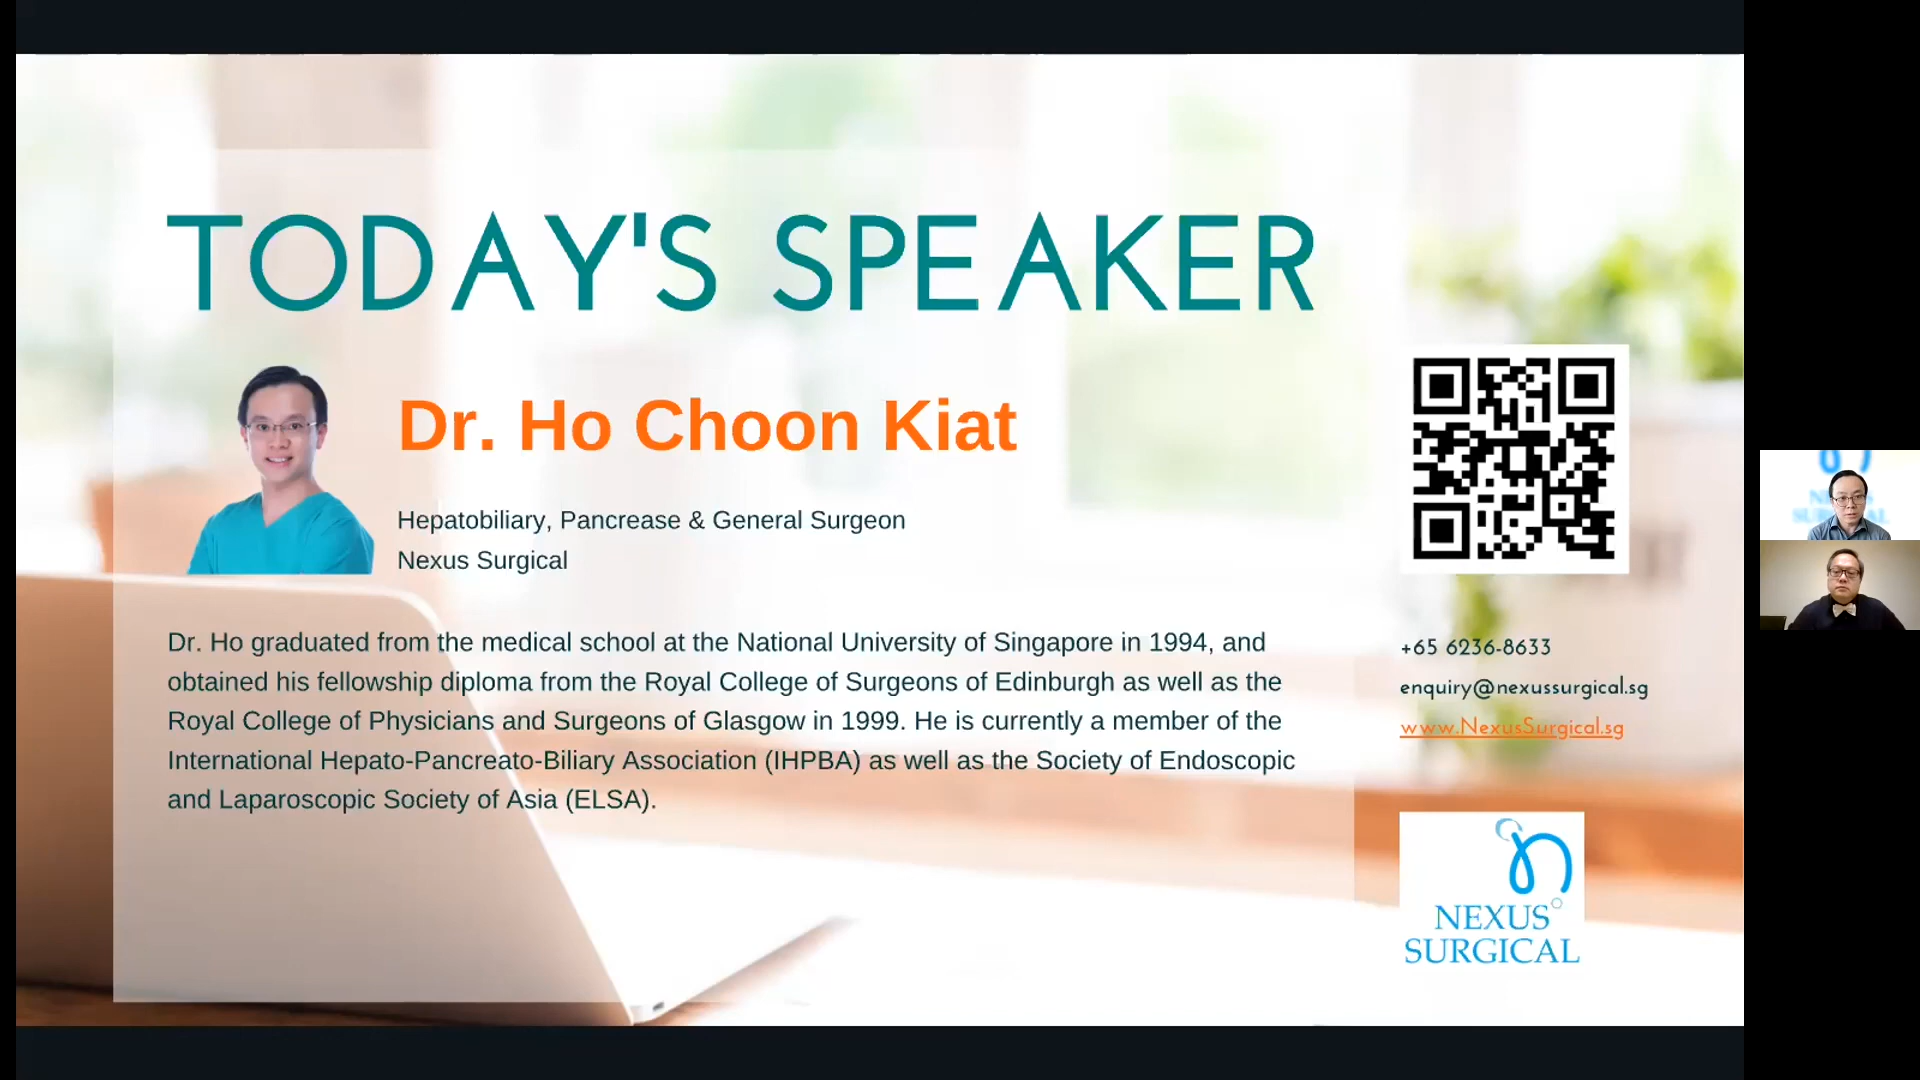 TODAY'S SPEAKER
Dr. Ho Choon Kiat
Hepatobiliary, Pancrease & General Surgeon
Nexus Surgical
Dr. Ho graduated from the medical school at the National University of Singapore in 1994, and
obtained his fellowship diploma from the Royal College of Surgeons of Edinburgh as well as the
Royal College of Physicians and Surgeons of Glasgow in 1999. He is currently a member of the
International Hepato-Pancreato-Biliary Association (IHPBA) as well as the Society of Endoscopic
and Laparoscopic Society of Asia (ELSA).
+65 6236-8633
enquiry@nexussurgical.sg
www.NexusSurgical.sg
NEXUS
SURGICAL